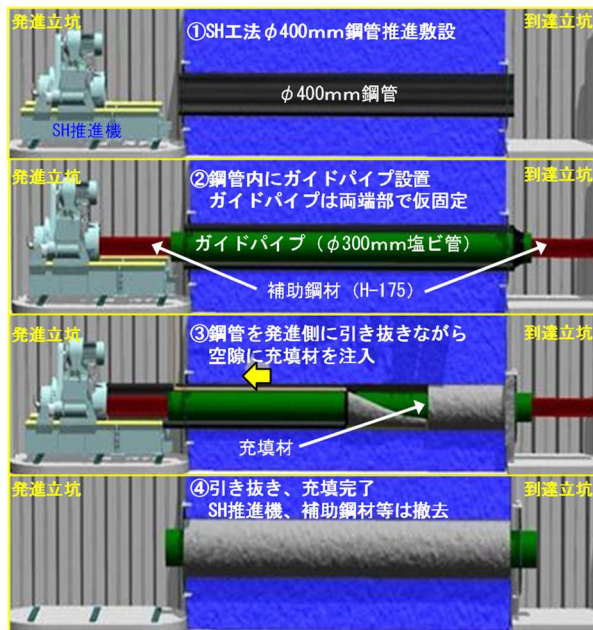 発進立坑
①SH工法φ400mm鋼管推進敷設
到達立坑
φ400mm鋼管
SH推進機
発進立坑
②鋼管内にガイドパイプ設置
ガイドパイプは両端部で仮固定
到達立坑
ガイドパイプ（φ300mm塩ビ管）
補助鋼材（H-175）
発進立坑
③鋼管を発進側に引き抜きながら
空隙に充填材を注入
到達立坑
充填材
発進立坑
④引き抜き、充填完了
SH推進機、補助鋼材等は撤去
到達立坑